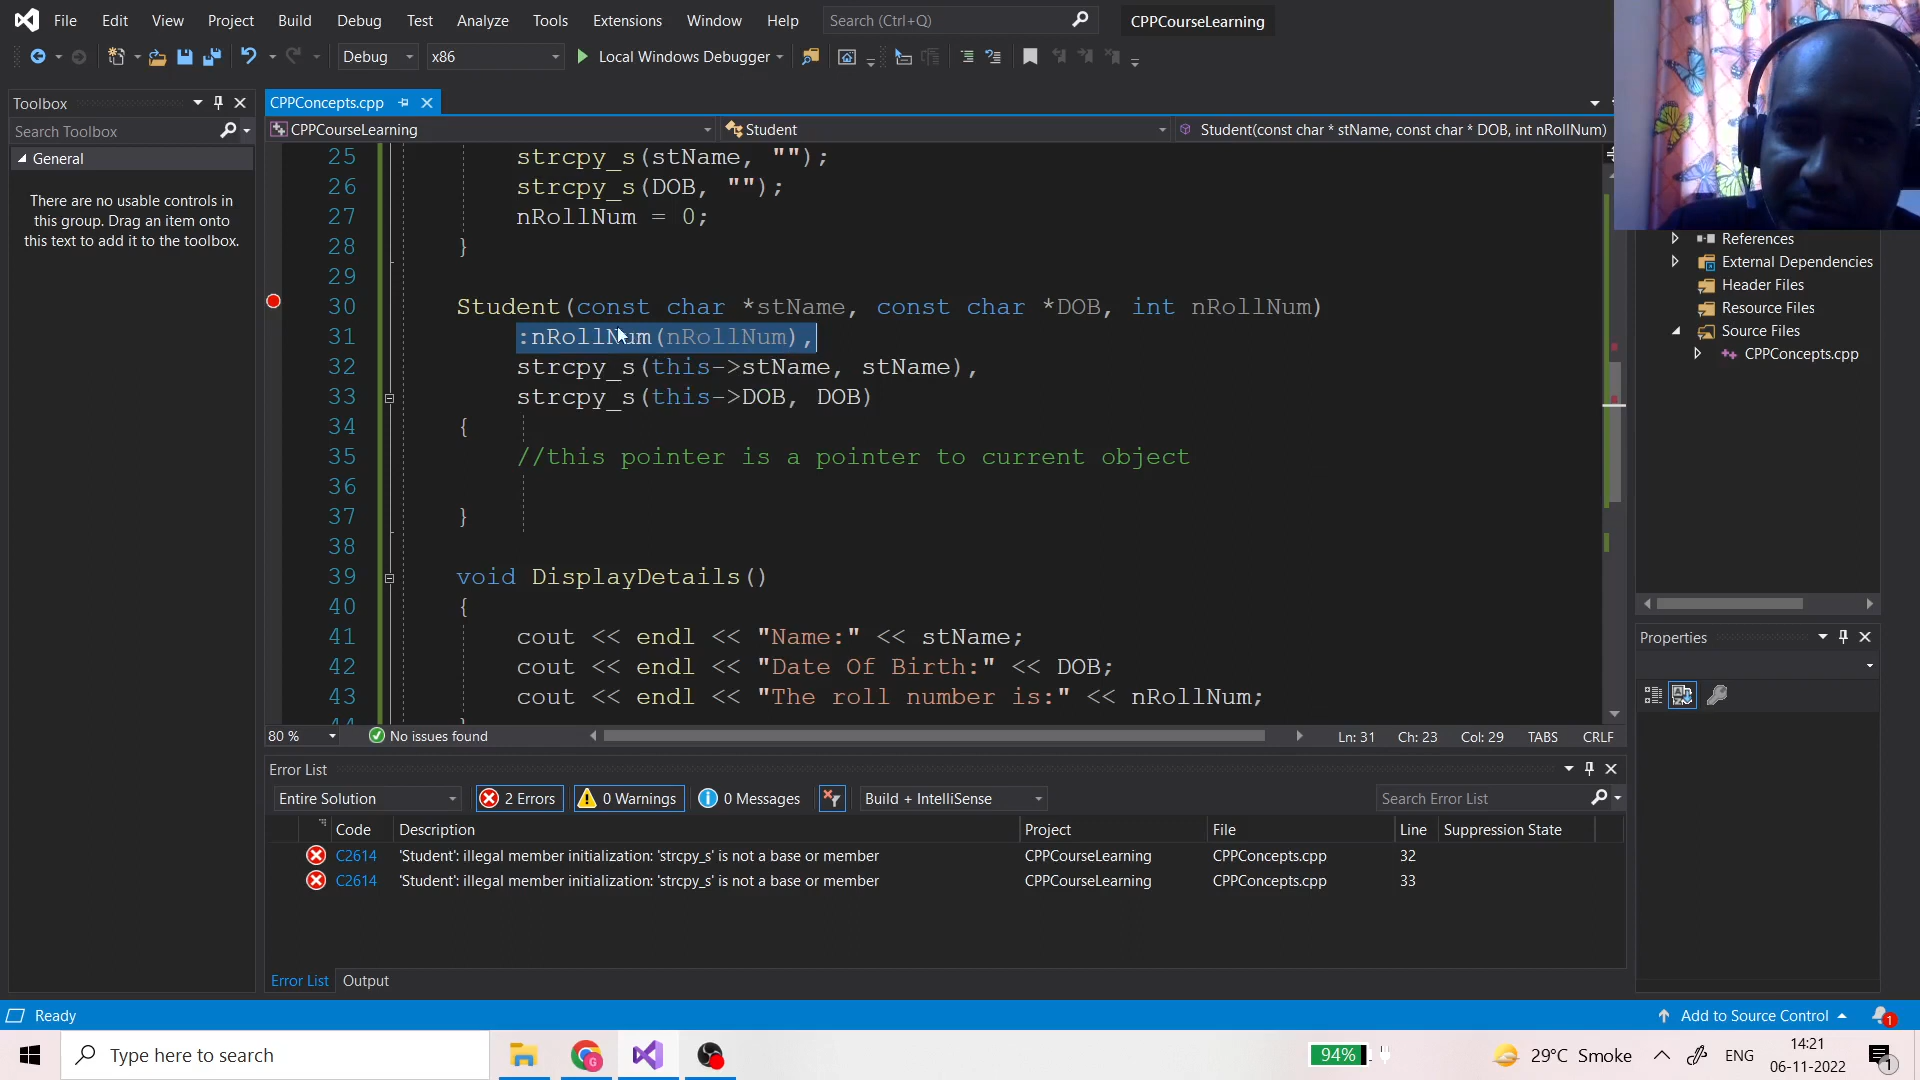 File Edit View Project Build Debug Test Analyze Tools Extensions Window Help Search (Ctrl+Q) CPPCourseLearning
Debug x86 Local Windows Debugger
Toolbox
Search Toolbox
General
There are no usable controls in
this group. Drag an item onto
this text to add it to the toolbox.
CPPConcepts.cpp
CPPCourseLearning Student Student(const char * stName, const char * DOB, int nRollNum)
25 strcpy_s(stName, "");
26 strcpy_s(DOB, "");
27 nRollNum = 0;
28 }
29
30 Student(const char *stName, const char *DOB, int nRollNum)
31 :nRollNum(nRollNum),
32 strcpy_s(this->stName, stName),
33 strcpy_s(this->DOB, DOB)
34 {
35 //this pointer is a pointer to current object
36
37 }
38
39 void DisplayDetails()
40 {
41 cout << endl << "Name:" << stName;
42 cout << endl << "Date Of Birth:" << DOB;
43 cout << endl << "The roll number is:" << nRollNum;
80 % No issues found Ln: 31 Ch: 23 Col: 29 TABS CRLF
References
External Dependencies
Header Files
Resource Files
Source Files
CPPConcepts.cpp
Properties
Error List
Entire Solution 2 Errors 0 Warnings 0 Messages Build + IntelliSense Search Error List
Code Description Project File Line Suppression State
C2614 'Student': illegal member initialization: 'strcpy_s' is not a base or member CPPCourseLearning CPPConcepts.cpp 32
C2614 'Student': illegal member initialization: 'strcpy_s' is not a base or member CPPCourseLearning CPPConcepts.cpp 33
Error List Output
Ready Add to Source Control 1
Type here to search 94% 29°C Smoke ENG 14:21
06-11-2022 1